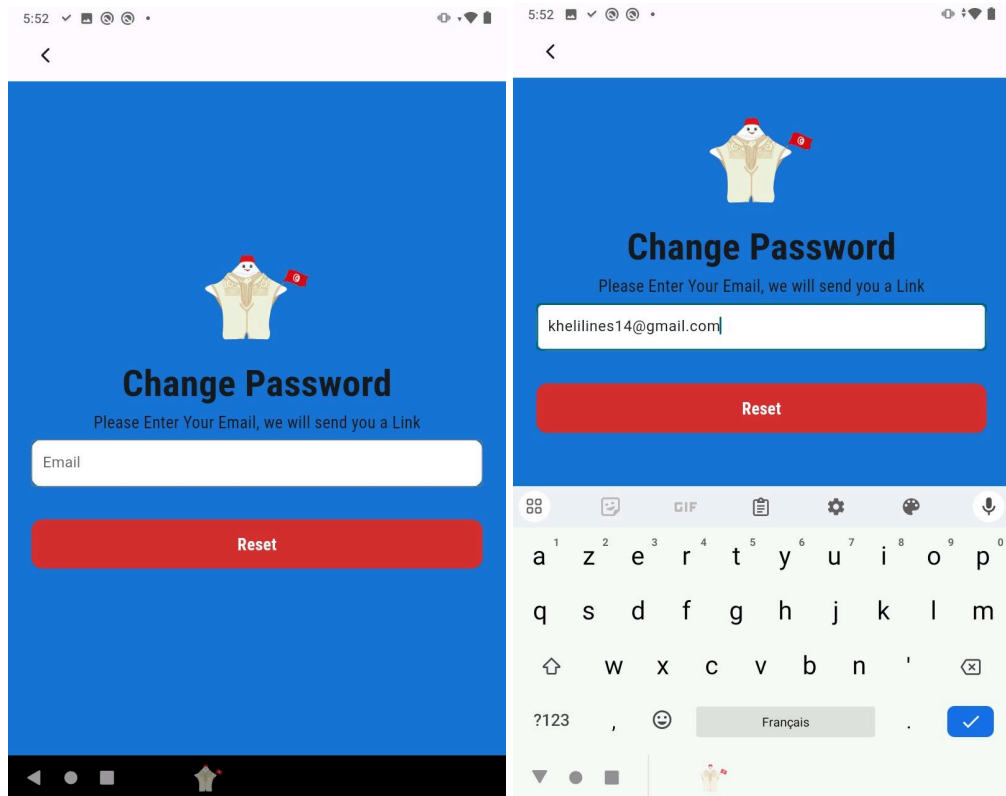 5:52
Change Password
Please Enter Your Email, we will send you a Link
Email
Reset
5:52
Change Password
Please Enter Your Email, we will send you a Link
khelilines14@gmail.com
Reset
GIF
a 1 z 2 e 3 r 4 t 5 y 6 u 7 i 8 o 9 p 0
q s d f g h j k l m
w x c v b n '
?123 , Français .